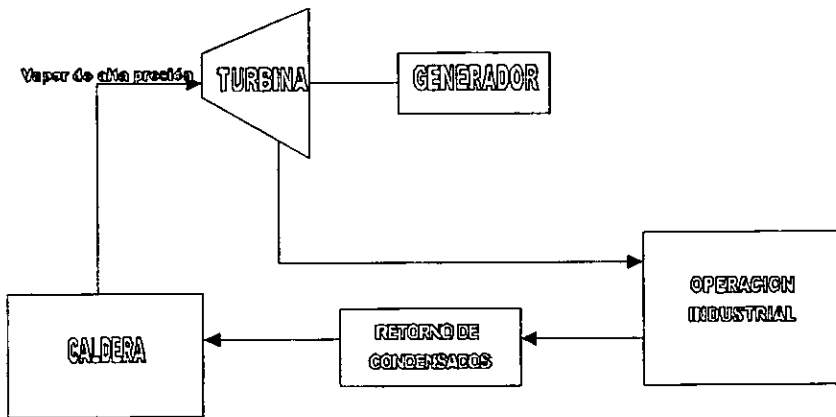 Vapor de alta preción
TURBINA
GENERADOR
OPERACION
INDUSTRIAL
RETORNO DE
CONDENSADOS
CALDERA